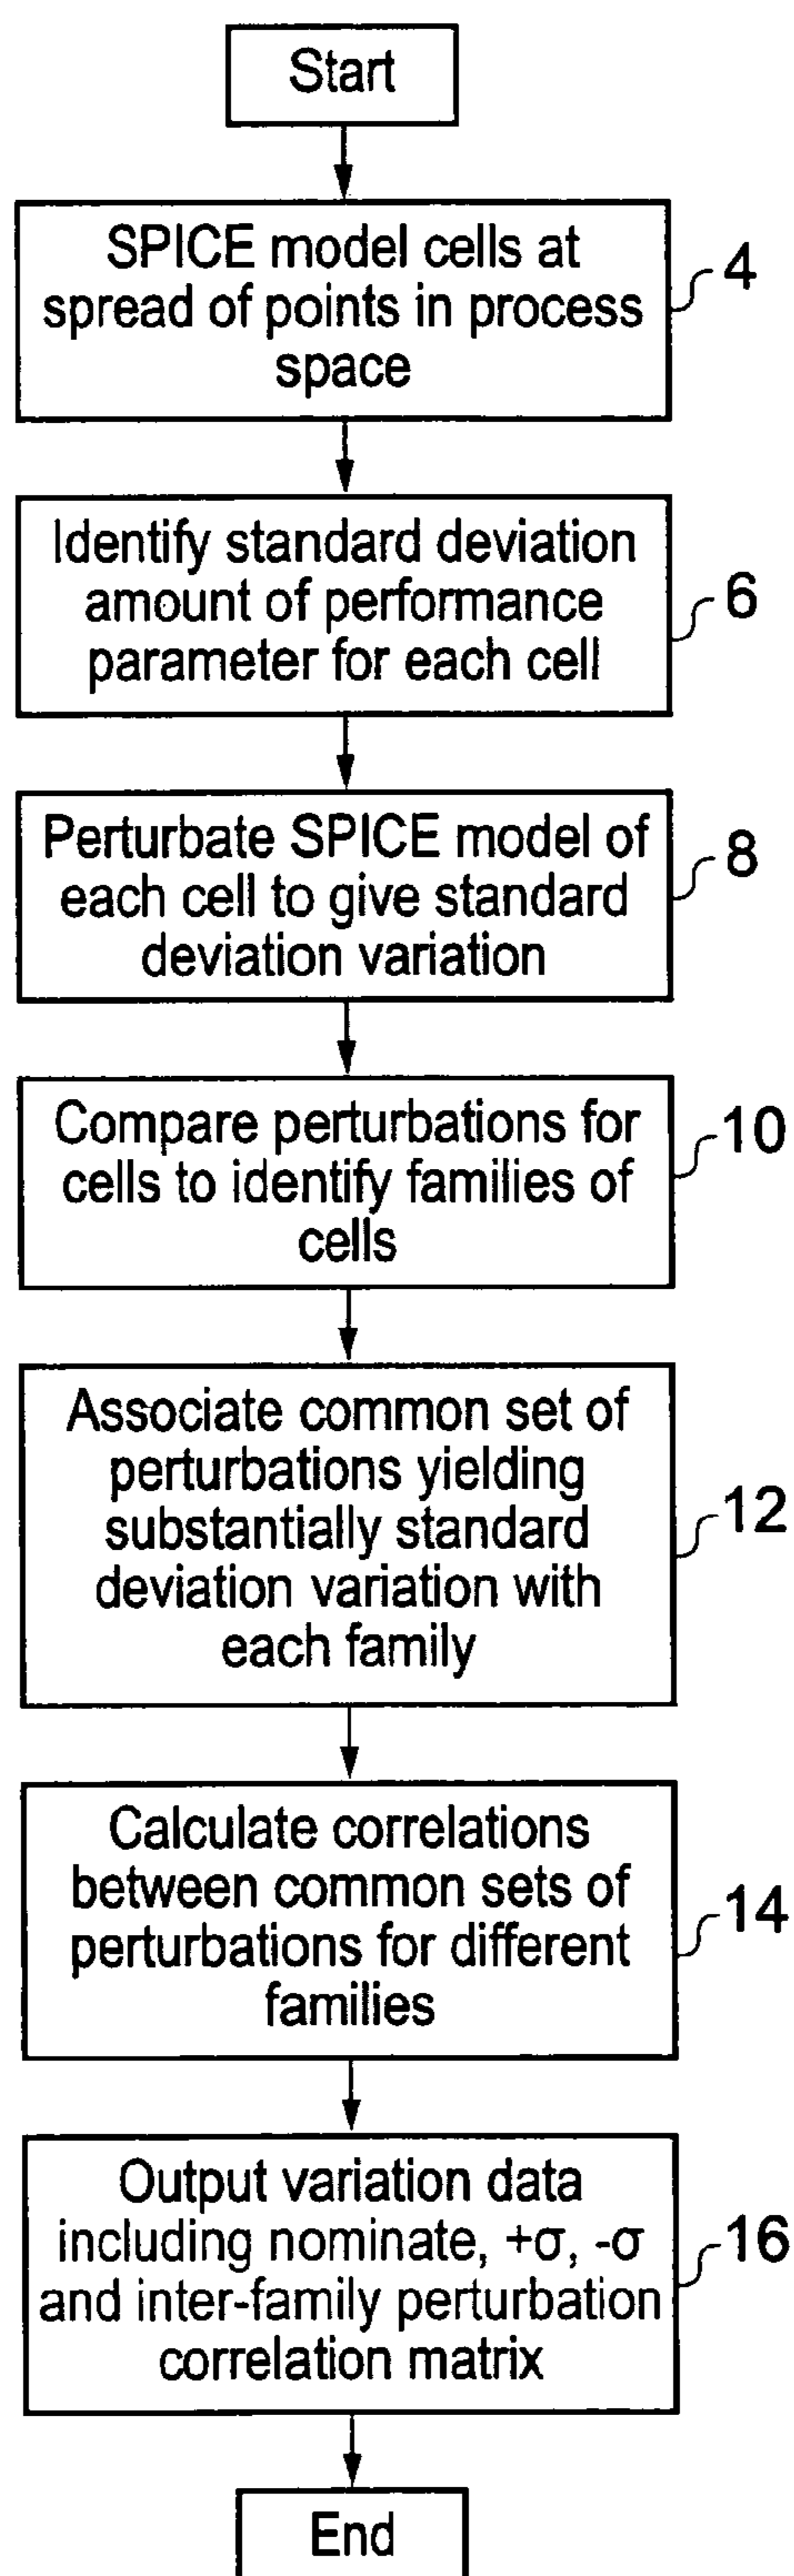 Start
SPICE model cells at
spread of points in process
space
4
Identify standard deviation
amount of performance
parameter for each cell
6
Perturbate SPICE model of
each cell to give standard
deviation variation
8
Compare perturbations for
cells to identify families of
cells
10
Associate common set of
perturbations yielding
substantially standard
deviation variation with
each family
12
Calculate correlations
between common sets of
perturbations for different
families
14
Output variation data
including nominate, +σ, -σ
and inter-family perturbation
correlation matrix
16
End